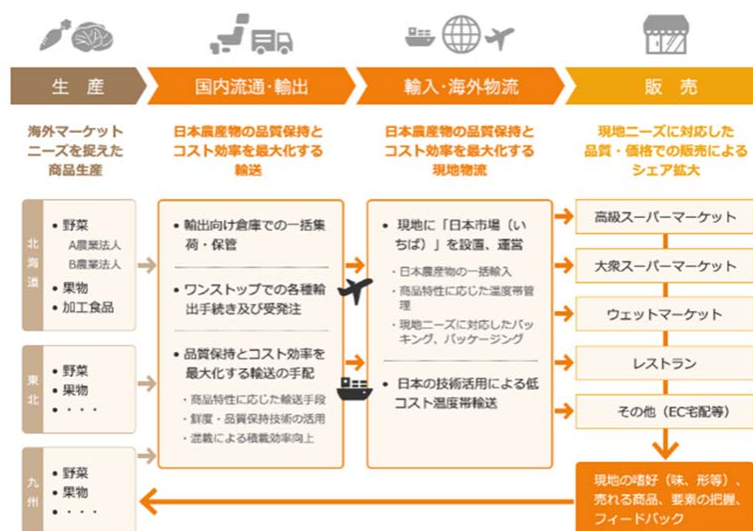 生 産
国内流通･輸出
輸入･海外物流
販 売
海外マーケット
ニーズを捉えた
商品生産
日本農産物の品質保持と
コスト効率を最大化する
輸送
日本農産物の品質保持と
コスト効率を最大化する
現地物流
現地ニーズに対応した
品質・価格での販売による
シェア拡大
北海道
• 野菜
A農業法人
B農業法人
• 果物
• 加工食品
東北
• 野菜
• 果物
• ・・・・
九州
• 野菜
• 果物
• ・・・・
• 輸出向け倉庫での一括集
荷・保管
• ワンストップでの各種輸
出手続き及び受発注
• 品質保持とコスト効率を
最大化する輸送の手配
・商品特性に応じた輸送手段
・鮮度・品質保持技術の活用
・混載による積載効率向上
• 現地に「日本市場（い
ちば）」を設置、運営
・日本農産物の一括輸入
・商品特性に応じた温度帯管
理
・現地ニーズに対応したパッ
キング、パッケージング
• 日本の技術活用による低
コスト温度帯輸送
高級スーパーマーケット
大衆スーパーマーケット
ウェットマーケット
レストラン
その他（EC宅配等）
現地の嗜好（味、形等）、
売れる商品、要素の把握、
フィードバック